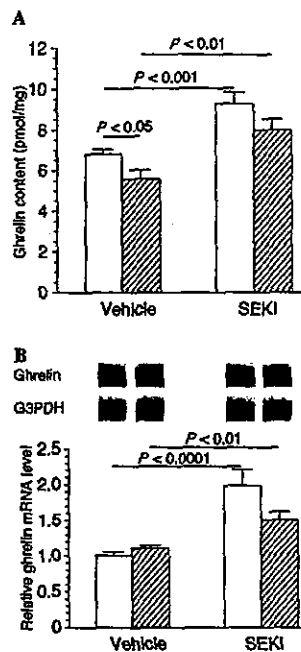 A
P < 0.01
P < 0.001
P < 0.05
Ghrelin content (pmol/mg)
12
10
8
6
4
2
0
Vehicle
SEKI
B
Ghrelin
G3PDH
P < 0.01
P < 0.0001
Relative ghrelin mRNA level
2.5
2.0
1.5
1.0
0.5
0
Vehicle
SEKI